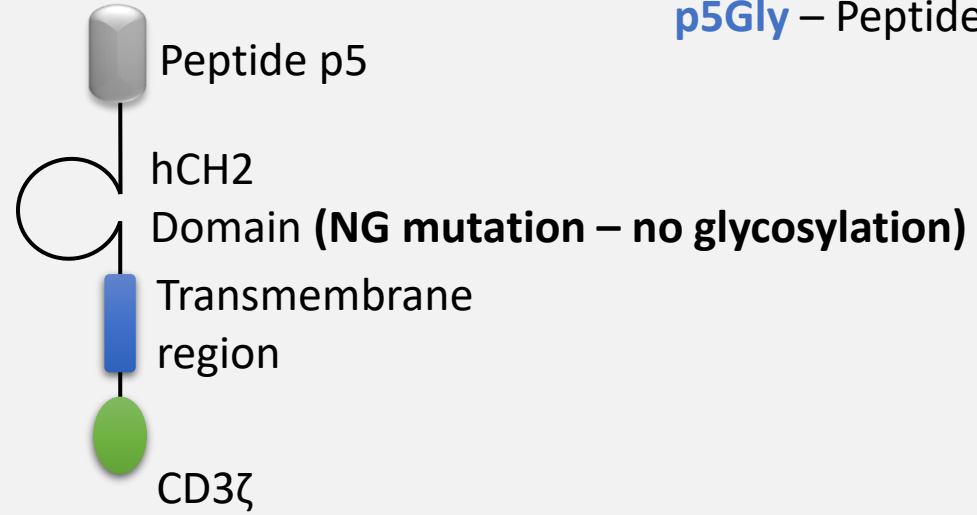 p5Gly – Peptide
Peptide p5
hCH2
Domain (NG mutation – no glycosylation)
Transmembrane
region
CD3ζ